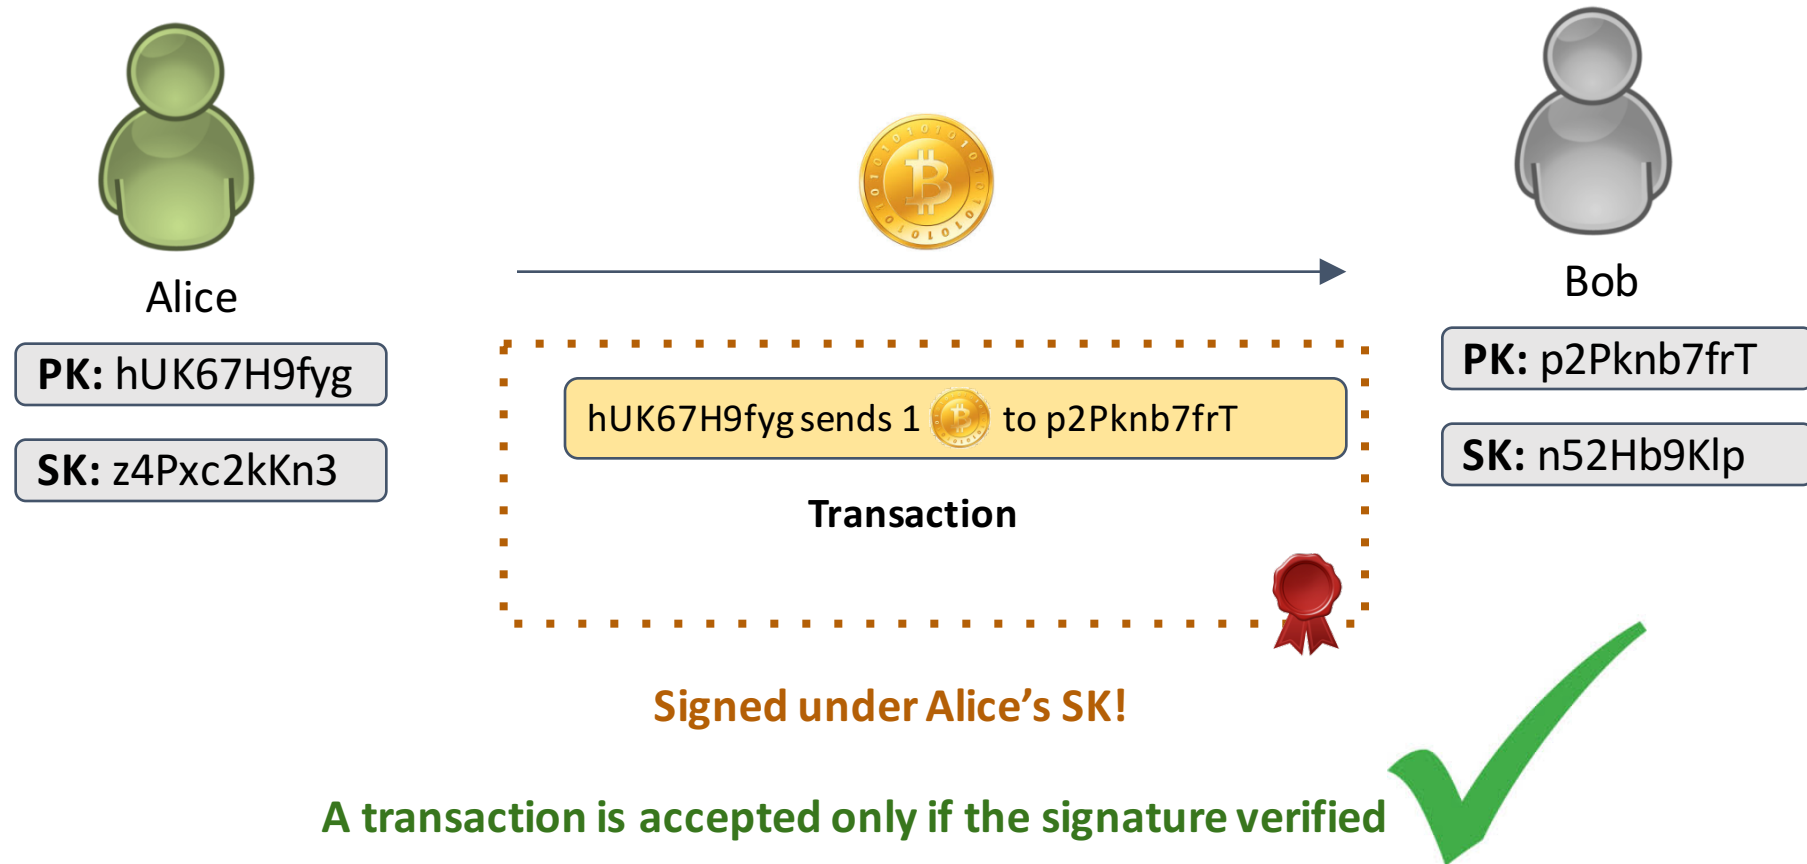 Alice
PK: hUK67H9fyg
SK: z4Pxc2kKn3
hUK67H9fyg sends 1 to p2Pknb7frT
Transaction
Bob
PK: p2Pknb7frT
SK: n52Hb9Klp
Signed under Alice’s SK!
A transaction is accepted only if the signature verified